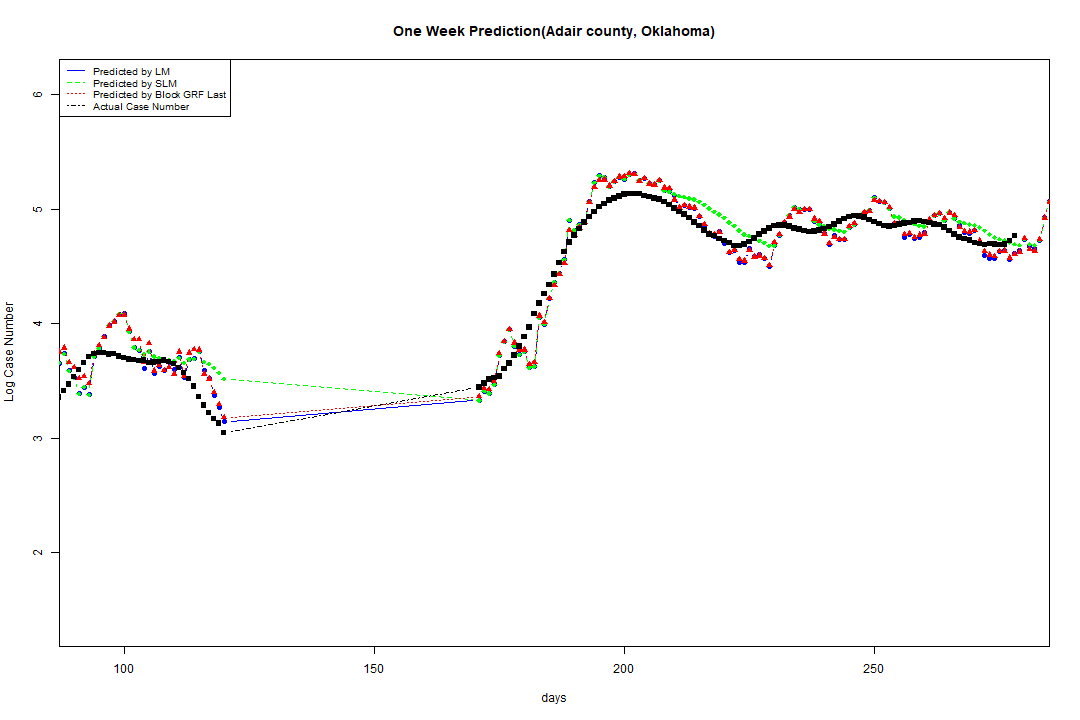 One Week Prediction(Adair county, Oklahoma)
Predicted by LM
Predicted by SLM
Predicted by Block GRF Last
Actual Case Number
6
5
4
3
2
Log Case Number
100 150 200 250
days